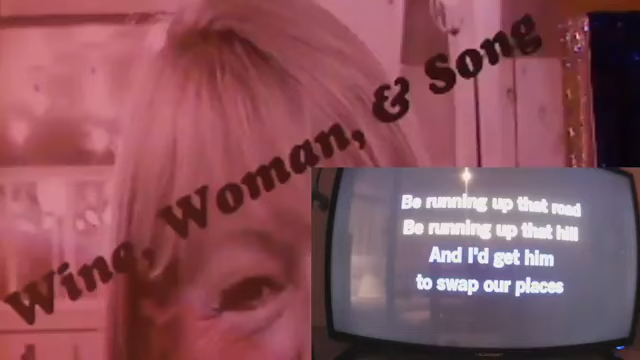 Wine, Woman, & Song
Be running up that road
Be running up that hill
And I'd get him
to swap our places